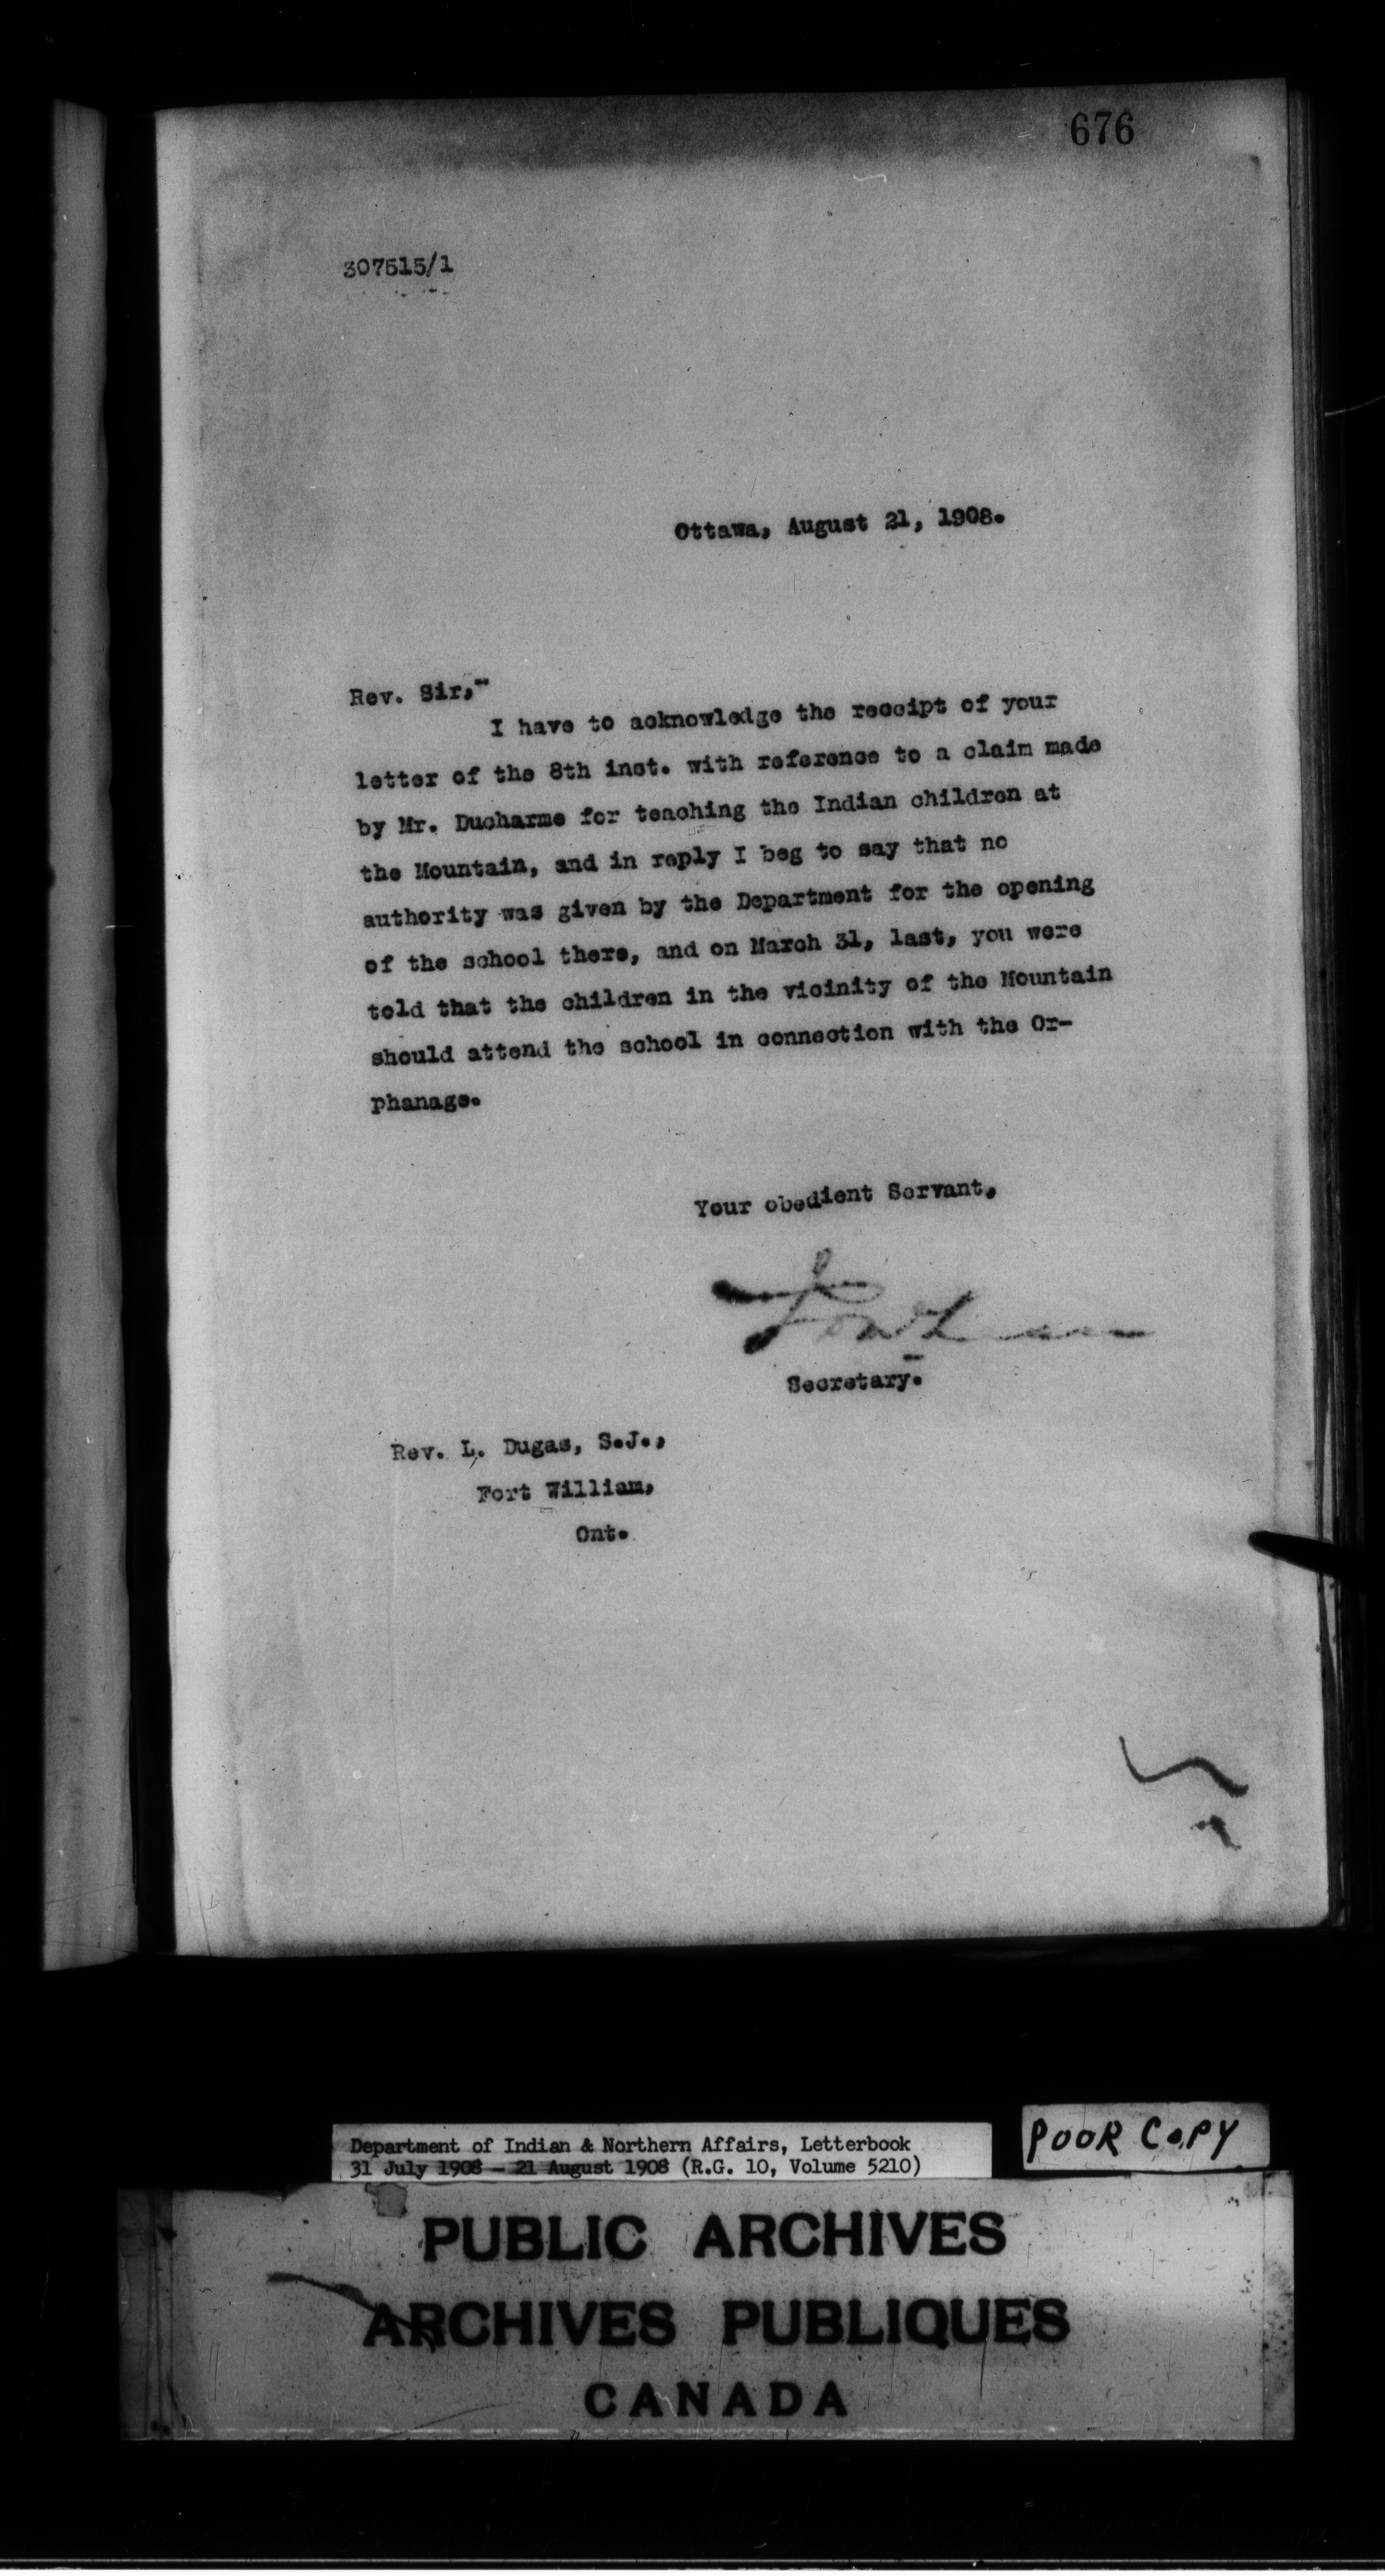 676
307515/1
Ottawa, August 21, 1908.
Rev. Sir,-
I have to acknowledge the receipt of your
letter of the 8th inst. with reference to a claim made
by Mr. Ducharme for teaching the Indian children at
the Mountain, and in reply I beg to say that no
authority was given by the Department for the opening
of the school there, and on March 31, last, you were
told that the children in the vicinity of the Mountain
should attend the school in connection with the Or-
phanage.
Your obedient Servant,
Secretary.
Rev. L. Dugas, S.J.,
Fort William,
Ont.
Department of Indian & Northern Affairs, Letterbook
31 July 1908 - 21 August 1908 (R.G. 10, Volume 5210)
POOR COPY
PUBLIC ARCHIVES
ARCHIVES PUBLIQUES
CANADA